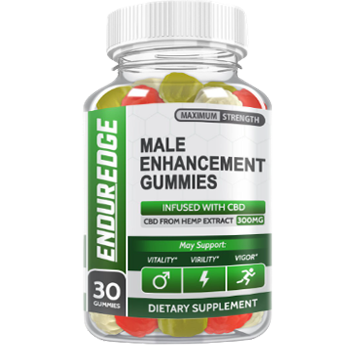 MAXIMUM STRENGTH
ENDUREDGE
MALE
ENHANCEMENT
GUMMIES
INFUSED WITH CBD
CBD FROM HEMP EXTRACT 300MG
May Support:
VITALITY* VIRILITY* VIGOR*
30
GUMMIES
DIETARY SUPPLEMENT